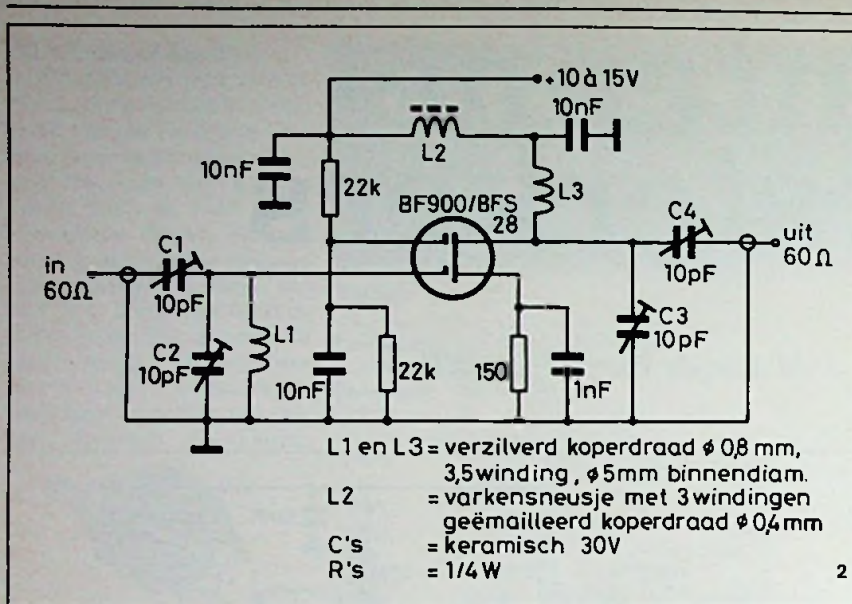 +10 à 15V
10nF
L2
10nF
22k
L3
BF900/BFS
28
C1
C4
in
60Ω
10pF
10pF
uit
60Ω
C2
10pF
L1
C3
10pF
10nF
22k
150
1nF
L1 en L3 = verzilverd koperdraad ϕ 0,8 mm,
3,5 winding, ϕ 5mm binnendiam.
L2 = varkensneusje met 3 windingen
geëmailleerd koperdraad ϕ 0,4 mm
C's = keramisch 30V
R's = 1/4 W
2